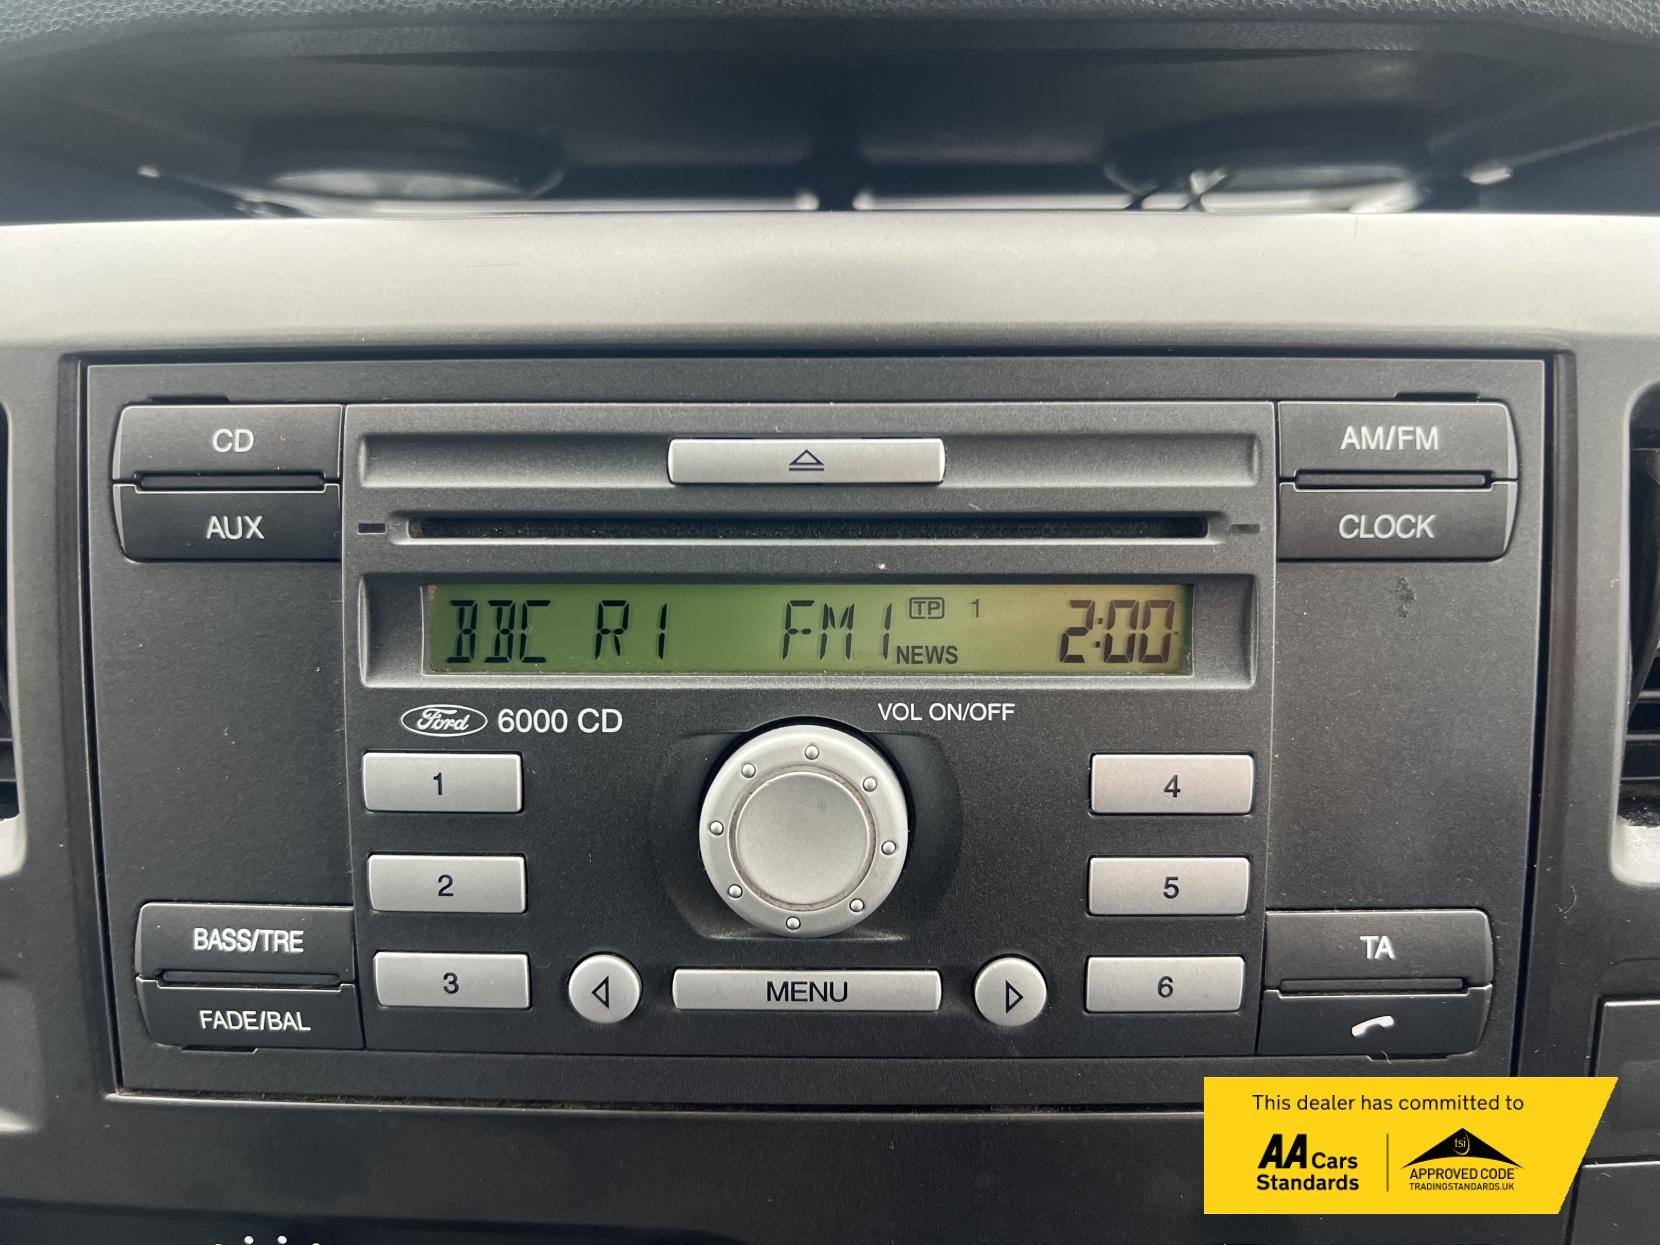 CD
AM/FM
AUX
CLOCK
BBC R1 FM1 TP 1 NEWS 2:00
Ford 6000 CD
VOL ON/OFF
1
4
2
5
3
MENU
6
BASS/TRE
TA
FADE/BAL
This dealer has committed to
AA Cars
Standards
tsi
APPROVED CODE
TRADINGSTANDARDS.UK